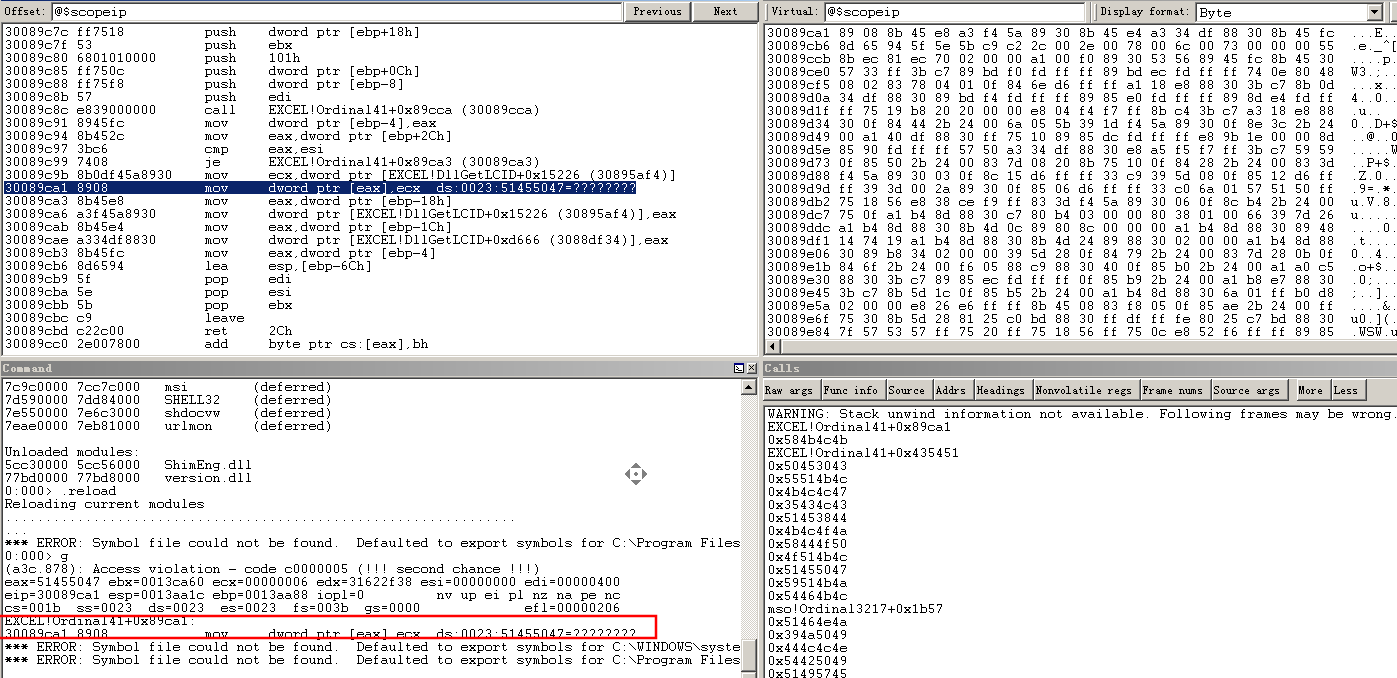 Offset: @$scopeip Previous Next
30089c7c ff7518 push dword ptr [ebp+18h]
30089c7f 53 push ebx
30089c80 6801010000 push 101h
30089c85 ff750c push dword ptr [ebp+0Ch]
30089c88 ff75f8 push dword ptr [ebp-8]
30089c8b 57 push edi
30089c8c e839000000 call EXCEL!Ordinal41+0x89cca (30089cca)
30089c91 8945fc mov dword ptr [ebp-4],eax
30089c94 8b452c mov eax,dword ptr [ebp+2Ch]
30089c97 3bc6 cmp eax,esi
30089c99 7408 je EXCEL!Ordinal41+0x89ca3 (30089ca3)
30089c9b 8b0df45a8930 mov ecx,dword ptr [EXCEL!DllGetLCID+0x15226 (30895af4)]
30089ca1 8908 mov dword ptr [eax],ecx ds:0023:51455047=????????
30089ca3 8b45e8 mov eax,dword ptr [ebp-18h]
30089ca6 a3f45a8930 mov dword ptr [EXCEL!DllGetLCID+0x15226 (30895af4)],eax
30089cab 8b45e4 mov eax,dword ptr [ebp-1Ch]
30089cae a334df8830 mov dword ptr [EXCEL!DllGetLCID+0xd666 (3088df34)],eax
30089cb3 8b45fc mov eax,dword ptr [ebp-4]
30089cb6 8d6594 lea esp,[ebp-6Ch]
30089cb9 5f pop edi
30089cba 5e pop esi
30089cbb 5b pop ebx
30089cbc c9 leave
30089cbd c22c00 ret 2Ch
30089cc0 2e007800 add byte ptr cs:[eax],bh
Virtual: @$scopeip Display format: Byte
30089ca1 89 08 8b 45 e8 a3 f4 5a 89 30 8b 45 e4 a3 34 df 88 30 8b 45 fc ...E..
30089cb6 8d 65 94 5f 5e 5b c9 c2 2c 00 2e 00 78 00 6c 00 73 00 00 00 55 .e._^[
30089ccb 8b ec 81 ec 70 02 00 00 a1 00 f0 89 30 53 56 89 45 fc 8b 45 30 ....p.
30089ce0 57 33 ff 3b c7 89 bd f0 fd ff ff 89 bd ec fd ff ff 74 0e 80 48 W3.;..
30089cf5 08 02 83 78 04 01 0f 84 6e d6 ff ff a1 18 e8 88 30 3b c7 8b 0d ...x..
30089d0a 34 df 88 30 89 bd f4 fd ff ff 89 85 e0 fd ff ff 89 8d e4 fd ff 4..0..
30089d1f ff 75 19 b8 20 20 00 00 e8 04 f4 f7 ff 8b c4 3b c7 a3 18 e8 88 .u..
30089d34 30 0f 84 42 2b 24 00 6a 05 5b 39 1d f4 5a 89 30 0f 8e 3c 2b 24 0..D+$
30089d49 00 a1 40 df 88 30 ff 75 10 89 85 dc fd ff ff e8 9b 1e 00 00 8d ..@..0
30089d5e 85 90 fd ff ff 57 50 a3 34 df 88 30 e8 a5 f5 f7 ff 3b c7 59 59 .....W
30089d73 0f 85 50 2b 24 00 83 7d 08 20 8b 75 10 0f 84 28 2b 24 00 83 3d ..P+$.
30089d88 f4 5a 89 30 03 0f 8c 15 d6 ff ff 33 c9 39 5d 08 0f 85 12 d6 ff .Z.0..
30089d9d ff 39 3d 00 2a 89 30 0f 85 06 d6 ff ff 33 c0 6a 01 57 51 50 ff .9=.*.
30089db2 75 18 56 e8 38 ce f9 ff 83 3d f4 5a 89 30 06 0f 8c b4 2b 24 00 u.V.8.
30089dc7 75 0f a1 b4 8d 88 30 c7 80 b4 03 00 00 80 38 01 00 66 39 7d 26 u.....
30089ddc a1 b4 8d 88 30 8b 4d 0c 89 80 8c 00 00 00 a1 b4 8d 88 30 89 48 ....0.
30089df1 14 74 19 a1 b4 8d 88 30 8b 4d 24 89 88 30 02 00 00 a1 b4 8d 88 .t....
30089e06 30 89 b8 34 02 00 00 39 5d 28 0f 84 79 2b 24 00 83 7d 28 0b 0f 0..4..
30089e1b 84 6f 2b 24 00 f6 05 88 c9 88 30 40 0f 85 b0 2b 24 00 a1 a0 c5 .o+$..
30089e30 88 30 3b c7 89 85 ec fd ff ff 0f 85 b9 2b 24 00 a1 b8 e7 88 30 .0;...
30089e45 3b c7 8b 5d 1c 0f 85 b5 2b 24 00 a1 b4 8d 88 30 6a 01 ff b0 d8 ;..]..
30089e5a 02 00 00 e8 26 e6 ff ff 8b 45 08 83 f8 05 0f 85 ae 2b 24 00 ff ....&.
30089e6f 75 30 8b 5d 28 81 25 c0 bd 88 30 ff df ff fe 80 25 c7 bd 88 30 u0.](.
30089e84 7f 57 53 57 ff 75 20 ff 75 18 56 ff 75 0c e8 52 f6 ff ff 89 85 .WSW.u
Command
7c9c0000 7cc7c000 msi (deferred)
7d590000 7dd84000 SHELL32 (deferred)
7e550000 7e6c3000 shdocvw (deferred)
7eae0000 7eb81000 urlmon (deferred)
Unloaded modules:
5cc30000 5cc56000 ShimEng.dll
77bd0000 77bd8000 version.dll
0:000> .reload
Reloading current modules
................................................................
...
*** ERROR: Symbol file could not be found. Defaulted to export symbols for C:\Program Files
0:000> g
(a3c.878): Access violation - code c0000005 (!!! second chance !!!)
eax=51455047 ebx=0013ca60 ecx=00000006 edx=31622f38 esi=00000000 edi=00000400
eip=30089ca1 esp=0013aa1c ebp=0013aa88 iopl=0 nv up ei pl nz na pe nc
cs=001b ss=0023 ds=0023 es=0023 fs=003b gs=0000 efl=00000206
EXCEL!Ordinal41+0x89ca1:
30089ca1 8908 mov dword ptr [eax],ecx ds:0023:51455047=????????
*** ERROR: Symbol file could not be found. Defaulted to export symbols for C:\WINDOWS\syste
*** ERROR: Symbol file could not be found. Defaulted to export symbols for C:\Program Files
Calls
Raw args Func info Source Addrs Headings Nonvolatile regs Frame nums Source args More Less
WARNING: Stack unwind information not available. Following frames may be wrong.
EXCEL!Ordinal41+0x89ca1
0x584b4c4b
EXCEL!Ordinal41+0x435451
0x50453043
0x55514b4c
0x4b4c4c47
0x35434c43
0x51453844
0x4b4c4f4a
0x58444f50
0x4f514b4c
0x51455047
0x59514b4a
0x54464b4c
mso!Ordinal3217+0x1b57
0x51464e4a
0x394a5049
0x444c4c4e
0x54425049
0x51495745